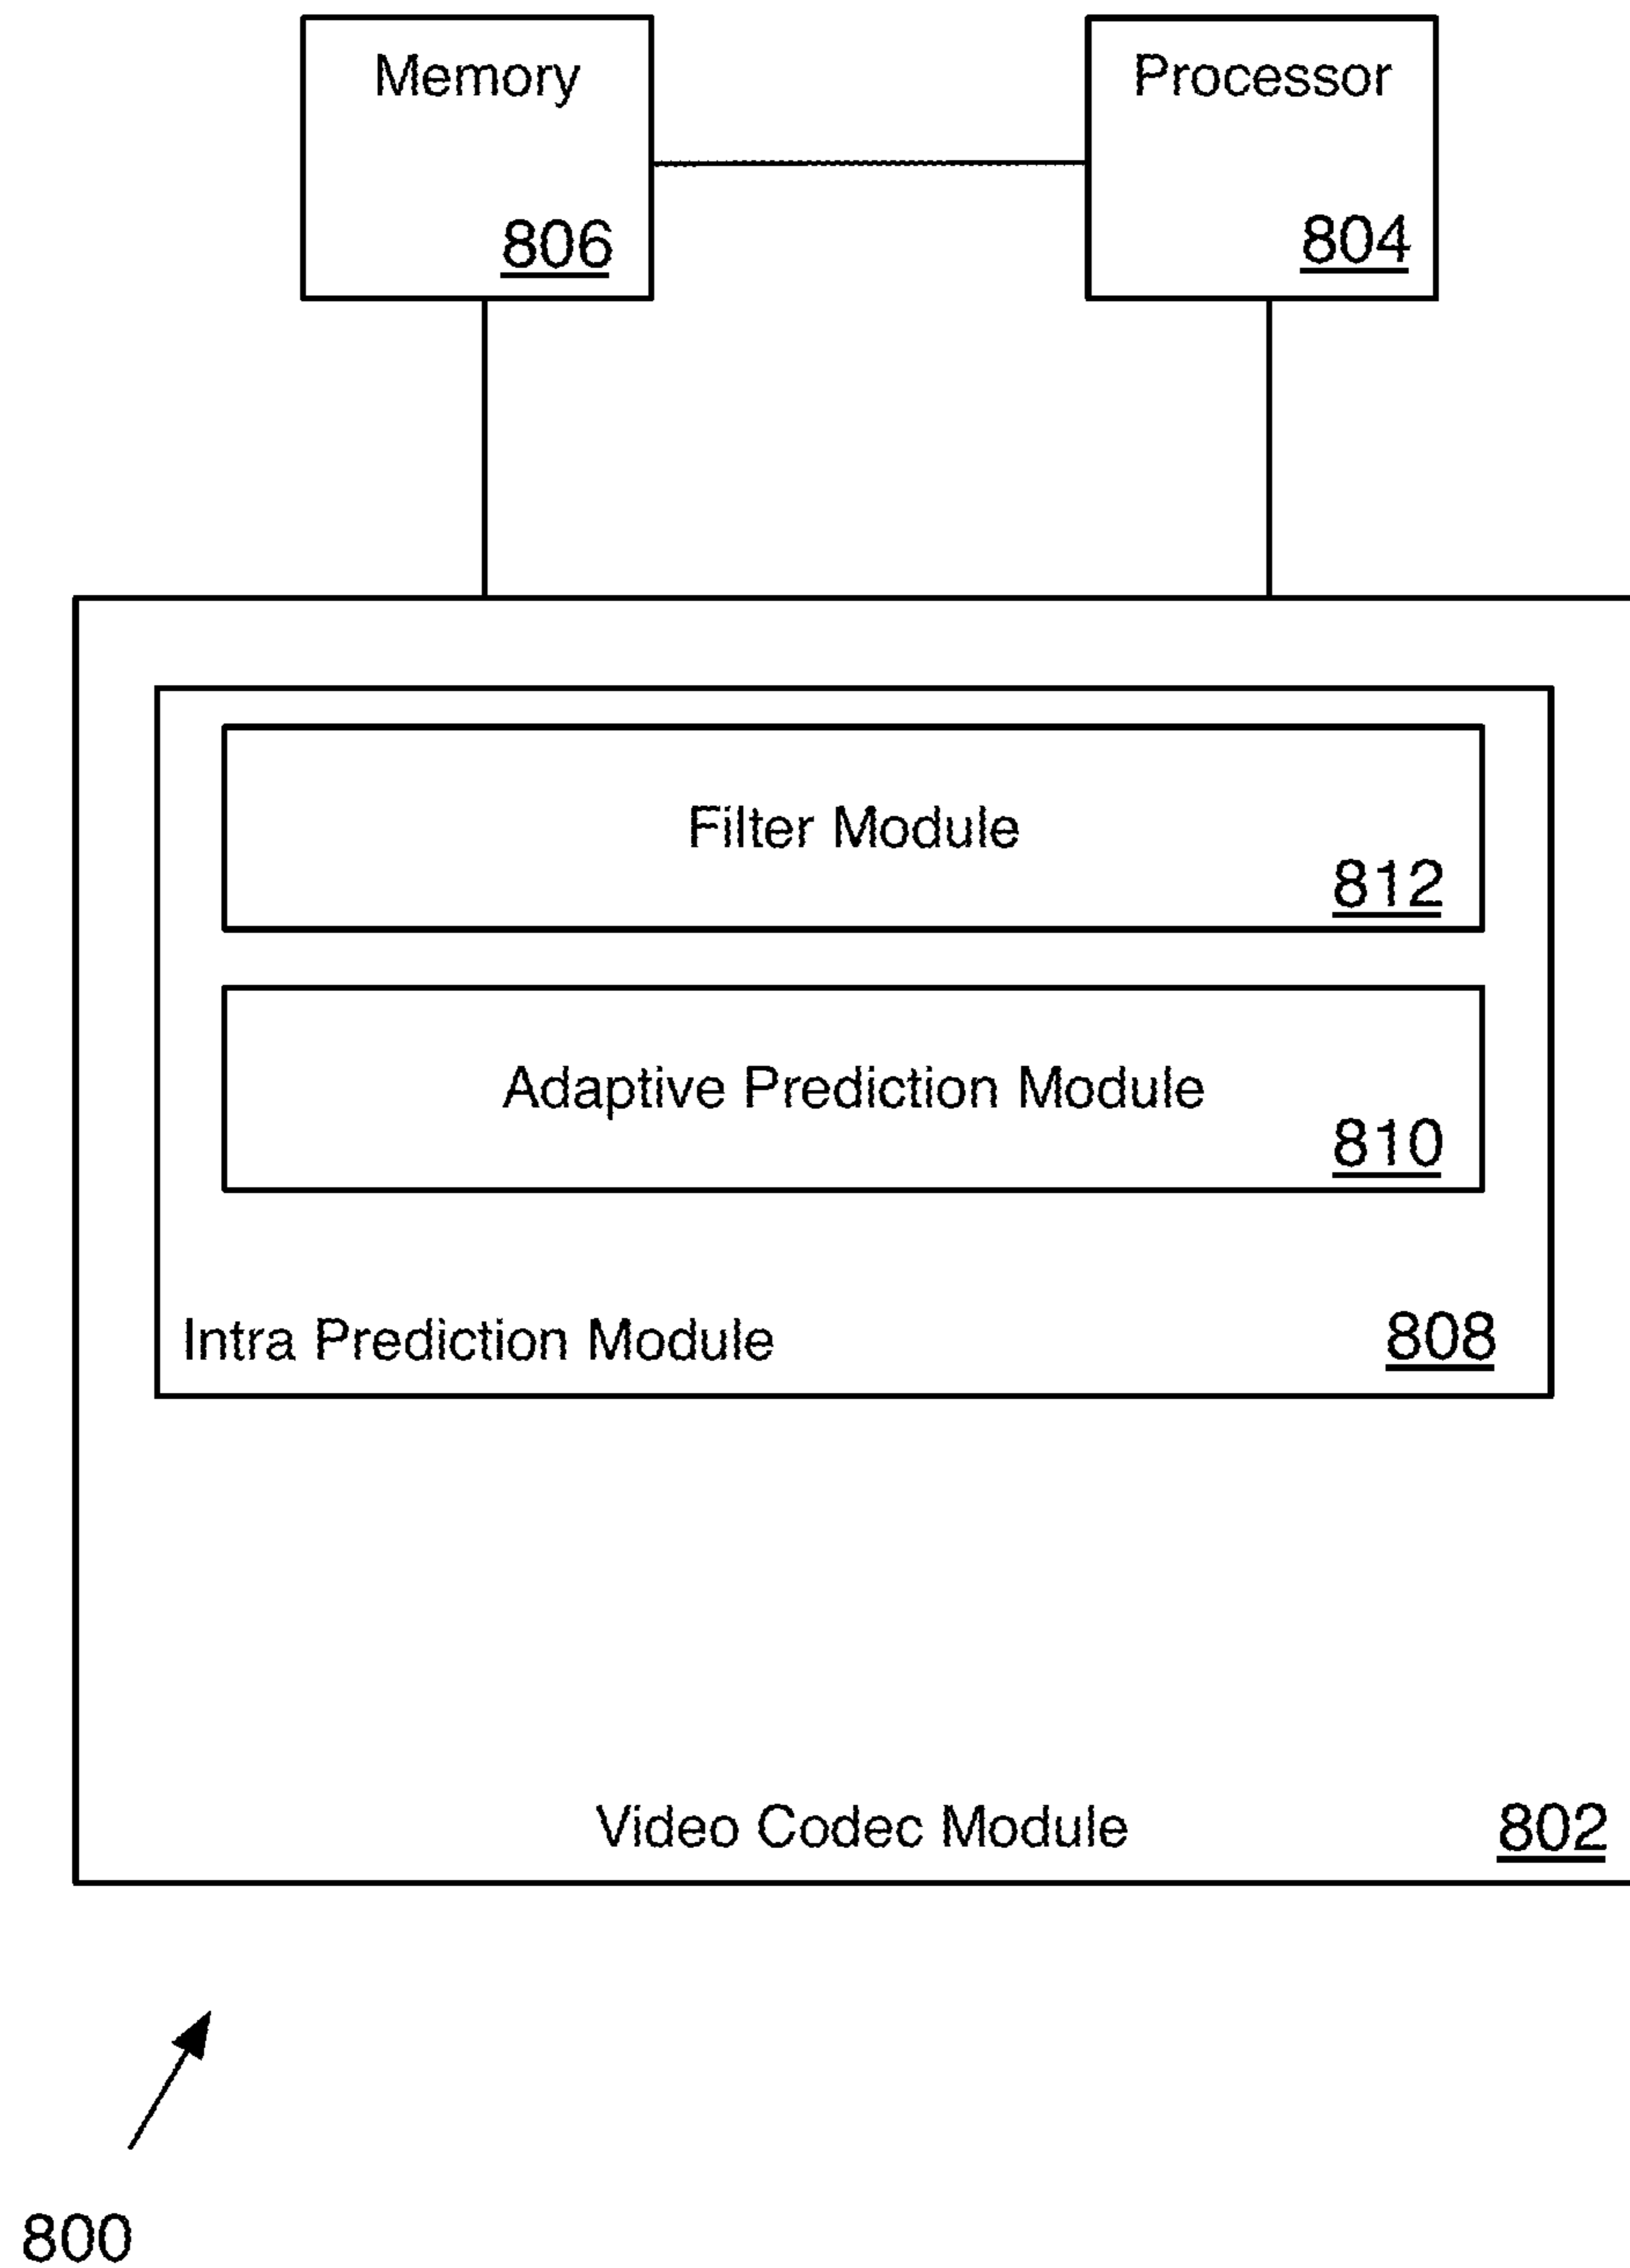 Memory
Processor
806
804
Filter Module
812
Adaptive Prediction Module
810
Intra Prediction Module
808
Video Codec Module
802
800